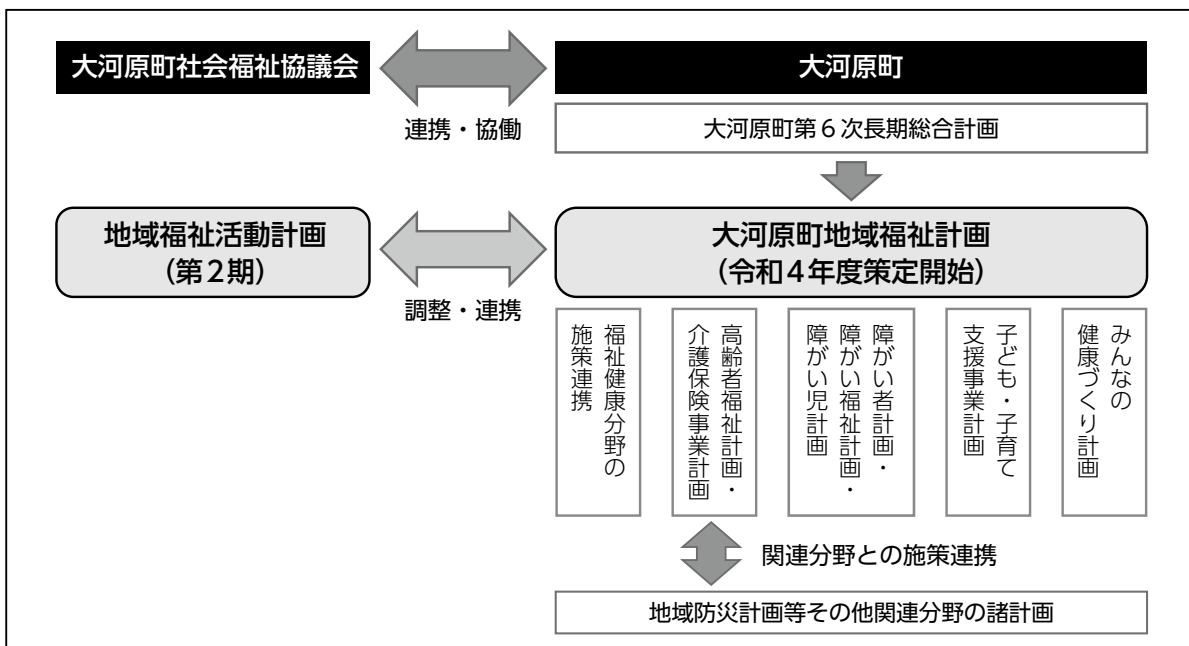 大河原町社会福祉協議会
大河原町
連携・協働
大河原町第6次長期総合計画
地域福祉活動計画
(第2期)
大河原町地域福祉計画
(令和4年度策定開始)
調整・連携
福祉健康分野の
施策連携
高齢者福祉計画・
介護保険事業計画
障がい者計画・
障がい福祉計画・
障がい児計画
子ども・子育て
支援事業計画
みんなの
健康づくり計画
関連分野との施策連携
地域防災計画等その他関連分野の諸計画